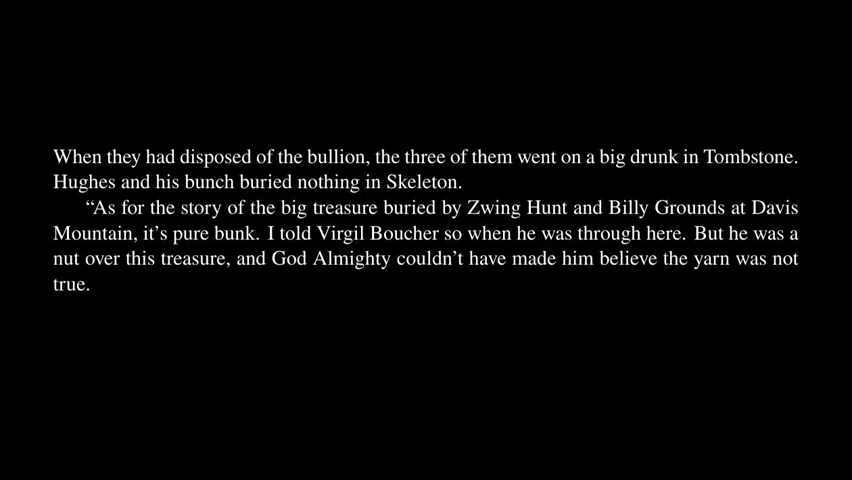 When they had disposed of the bullion, the three of them went on a big drunk in Tombstone.
Hughes and his bunch buried nothing in Skeleton.
“As for the story of the big treasure buried by Zwing Hunt and Billy Grounds at Davis
Mountain, it’s pure bunk. I told Virgil Boucher so when he was through here. But he was a
nut over this treasure, and God Almighty couldn’t have made him believe the yarn was not
true.